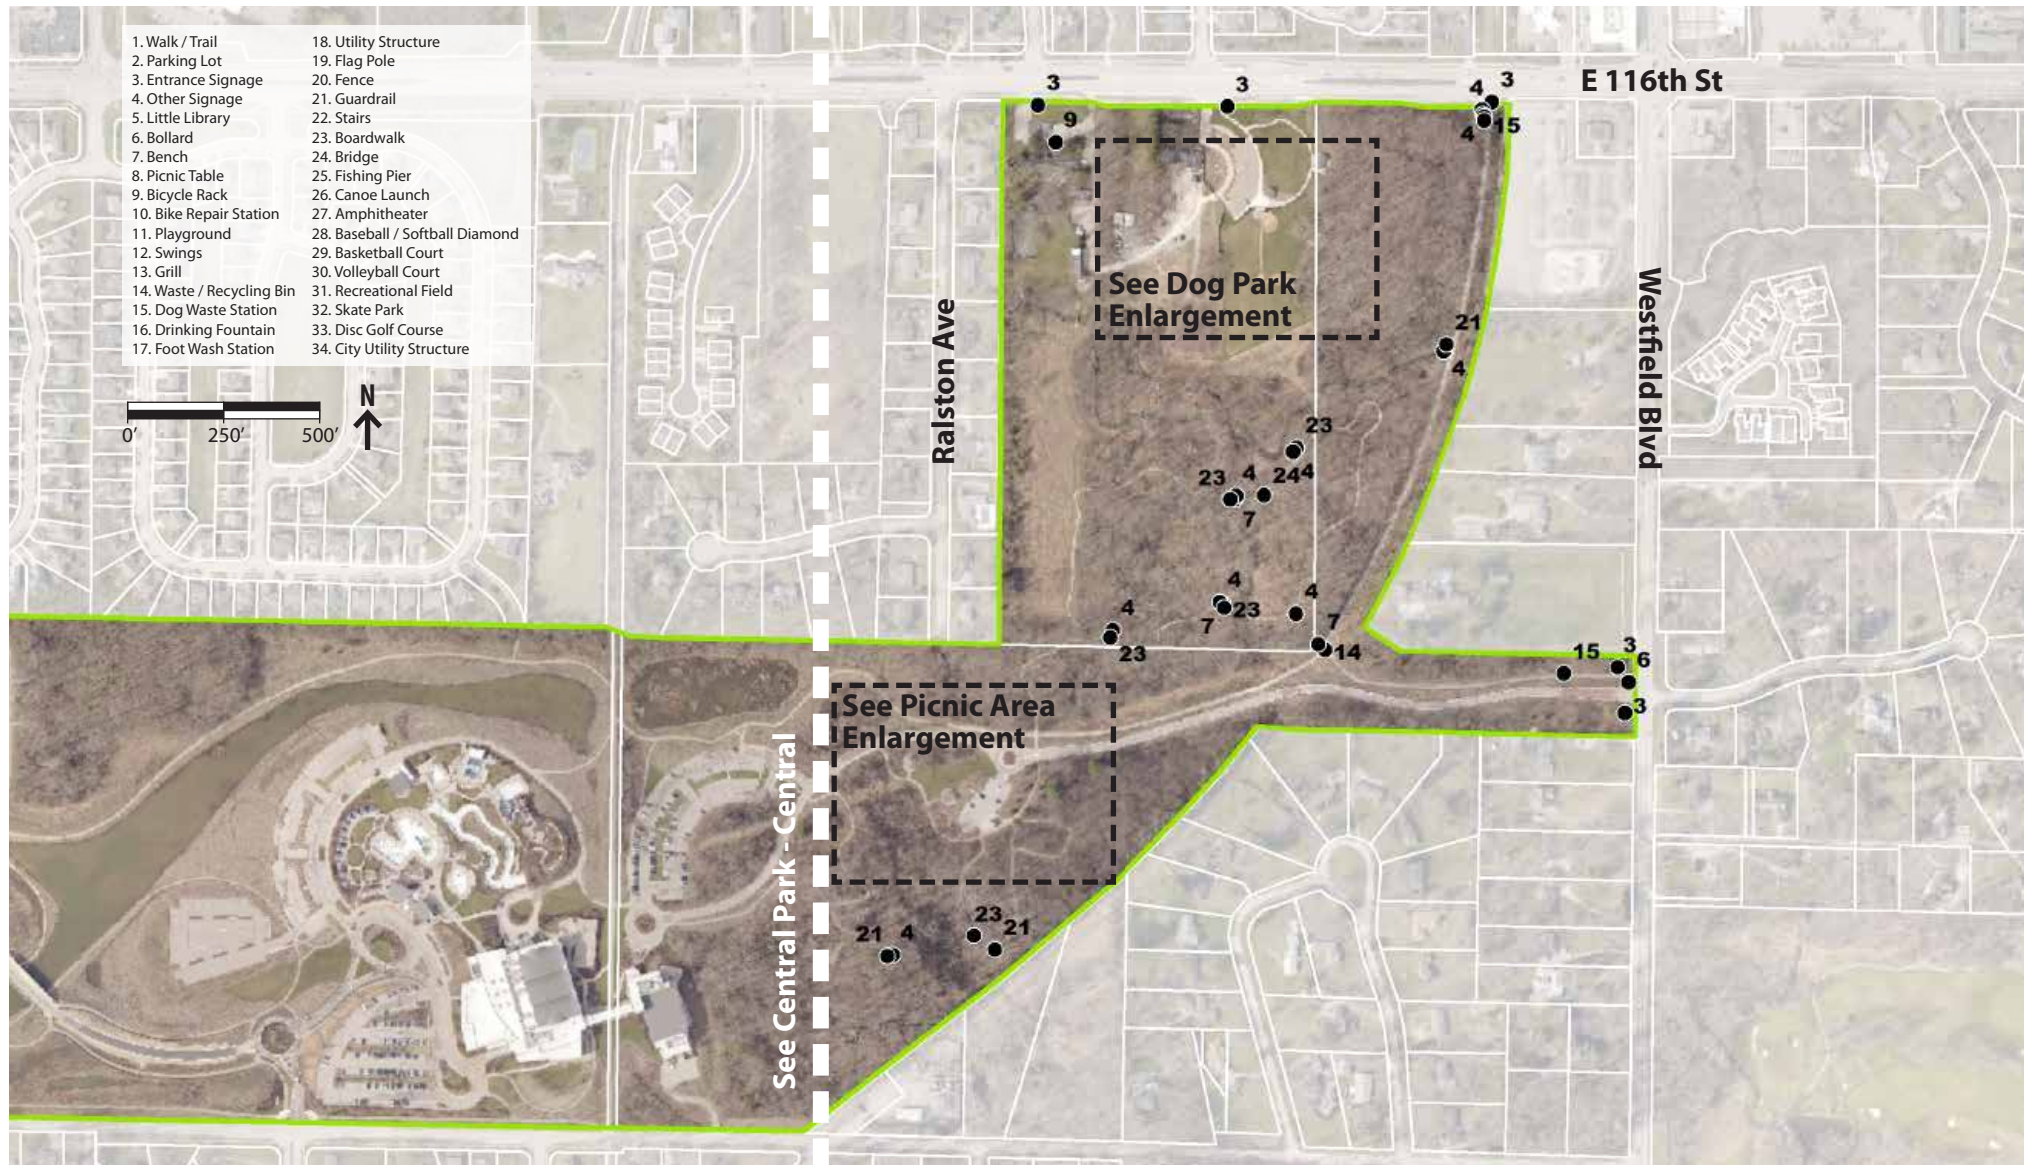 1. Walk / Trail
2. Parking Lot
3. Entrance Signage
4. Other Signage
5. Little Library
6. Bollard
7. Bench
8. Picnic Table
9. Bicycle Rack
10. Bike Repair Station
11. Playground
12. Swings
13. Grill
14. Waste / Recycling Bin
15. Dog Waste Station
16. Drinking Fountain
17. Foot Wash Station
18. Utility Structure
19. Flag Pole
20. Fence
21. Guardrail
22. Stairs
23. Boardwalk
24. Bridge
25. Fishing Pier
26. Canoe Launch
27. Amphitheater
28. Baseball / Softball Diamond
29. Basketball Court
30. Volleyball Court
31. Recreational Field
32. Skate Park
33. Disc Golf Course
34. City Utility Structure
0’ 250’ 500’
N
E 116th St
3
3
4
3
9
4
15
See Dog Park
Enlargement
Ralston Ave
Westfield Blvd
21
4
23
23
4
24
4
7
4
23
7
4
7
14
4
23
15
3
6
3
See Picnic Area
Enlargement
See Central Park - Central
21
4
23
21